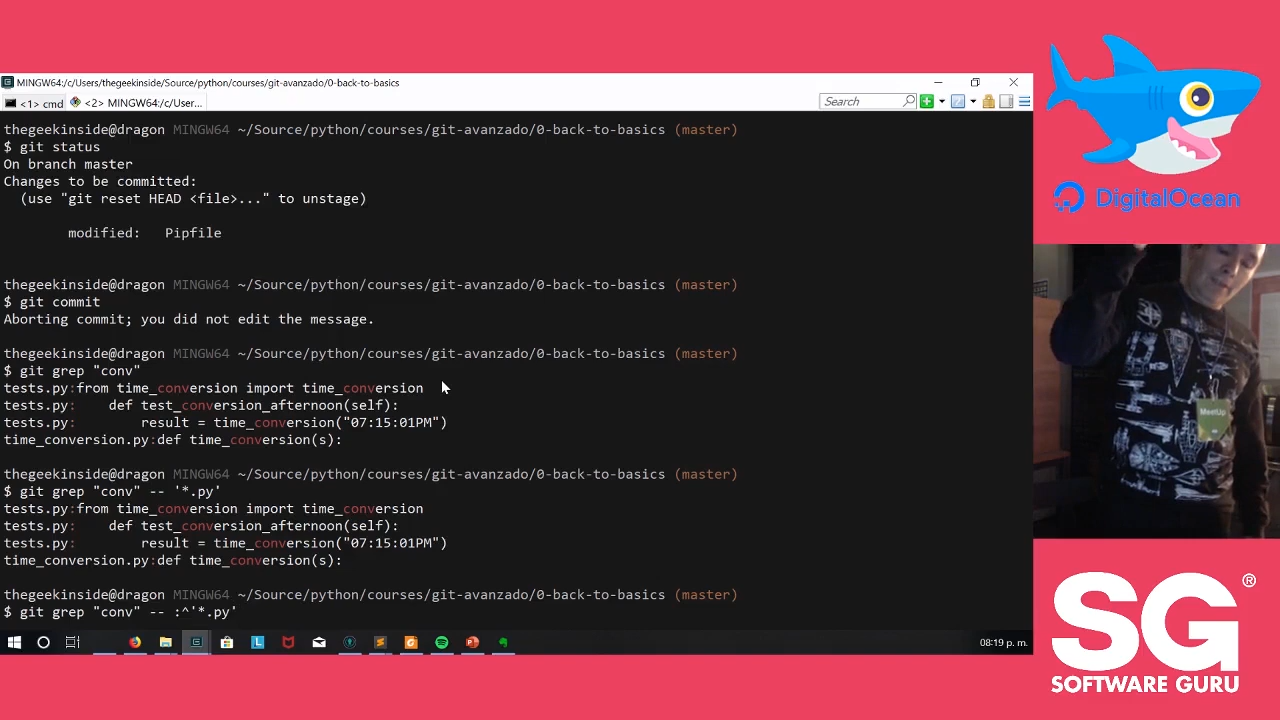 MINGW64:/c/Users/thegeekinside/Source/python/courses/git-avanzado/0-back-to-basics
<1> cmd
<2> MINGW64:/c/User...
Search
thegeekinside@dragon MINGW64 ~/Source/python/courses/git-avanzado/0-back-to-basics (master)
$ git status
On branch master
Changes to be committed:
(use "git reset HEAD <file>..." to unstage)
modified: Pipfile
thegeekinside@dragon MINGW64 ~/Source/python/courses/git-avanzado/0-back-to-basics (master)
$ git commit
Aborting commit; you did not edit the message.
thegeekinside@dragon MINGW64 ~/Source/python/courses/git-avanzado/0-back-to-basics (master)
$ git grep "conv"
tests.py:from time_conversion import time_conversion
tests.py:    def test_conversion_afternoon(self):
tests.py:        result = time_conversion("07:15:01PM")
time_conversion.py:def time_conversion(s):
thegeekinside@dragon MINGW64 ~/Source/python/courses/git-avanzado/0-back-to-basics (master)
$ git grep "conv" -- '*.py'
tests.py:from time_conversion import time_conversion
tests.py:    def test_conversion_afternoon(self):
tests.py:        result = time_conversion("07:15:01PM")
time_conversion.py:def time_conversion(s):
thegeekinside@dragon MINGW64 ~/Source/python/courses/git-avanzado/0-back-to-basics (master)
$ git grep "conv" -- :^'*.py'
08:19 p. m.
DigitalOcean
MeetUp
SG®
SOFTWARE GURU